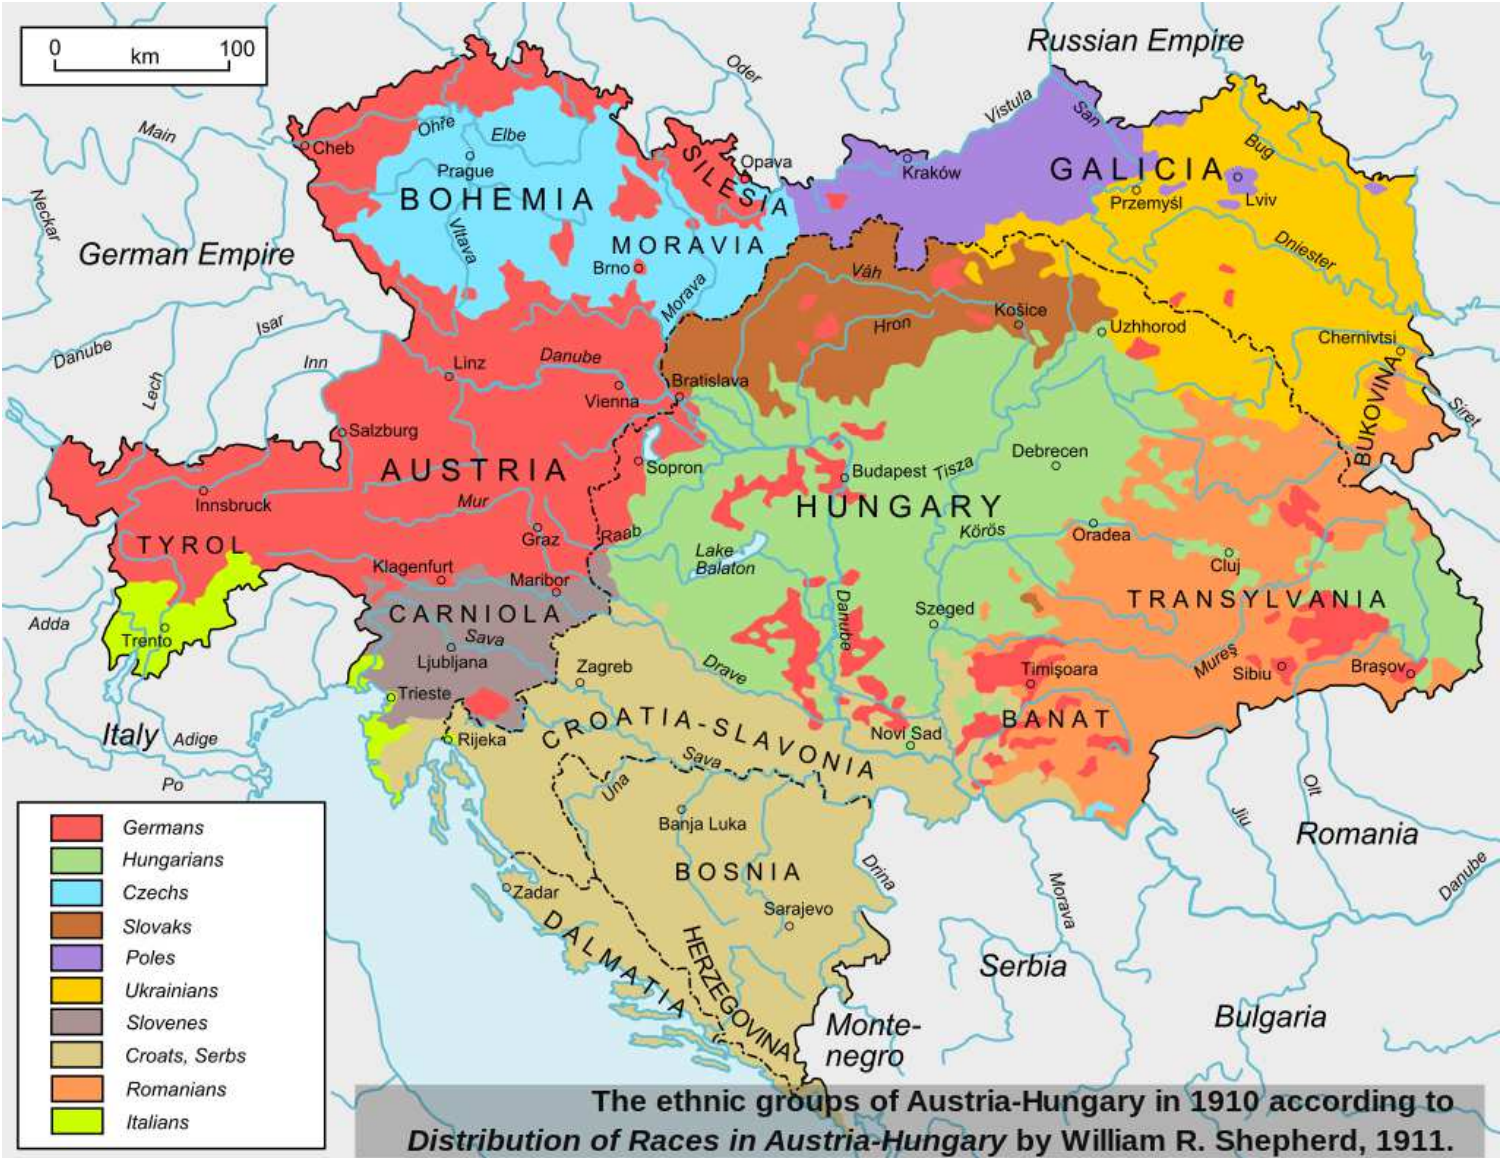 0 100
km
Russian Empire
Oder
Vistula
San
Main
Ohře
Elbe
Cheb
Prague
SILESIA
Opava
Kraków
GALICIA
Bug
Przemyśl
Lviv
Neckar
BOHEMIA
Vltava
MORAVIA
Brno
Morava
German Empire
Dniester
Váh
Hron
Košice
Uzhhorod
Chernivtsi
BUKOVINA
Siret
Danube
Isar
Inn
Lech
Linz
Danube
Vienna
Bratislava
Salzburg
AUSTRIA
Sopron
Budapest
Tisza
Debrecen
Innsbruck
Mur
Graz
Raab
HUNGARY
Körös
Oradea
Cluj
TYROL
Klagenfurt
Maribor
Lake
Balaton
Danube
Szeged
TRANSYLVANIA
CARNIOLA
Sava
Ljubljana
Adda
Trento
Trieste
Zagreb
Drave
Timişoara
Mureş
Sibiu
Braşov
Italy
Adige
Po
Rijeka
CROATIA-SLAVONIA
Novi Sad
BANAT
Sava
Una
Banja Luka
BOSNIA
Sarajevo
Drina
Zadar
DALMATIA
HERZEGOVINA
Morava
Jiu
Olt
Romania
Danube
Serbia
Bulgaria
Monte-
negro
Germans
Hungarians
Czechs
Slovaks
Poles
Ukrainians
Slovenes
Croats, Serbs
Romanians
Italians
The ethnic groups of Austria-Hungary in 1910 according to
Distribution of Races in Austria-Hungary by William R. Shepherd, 1911.